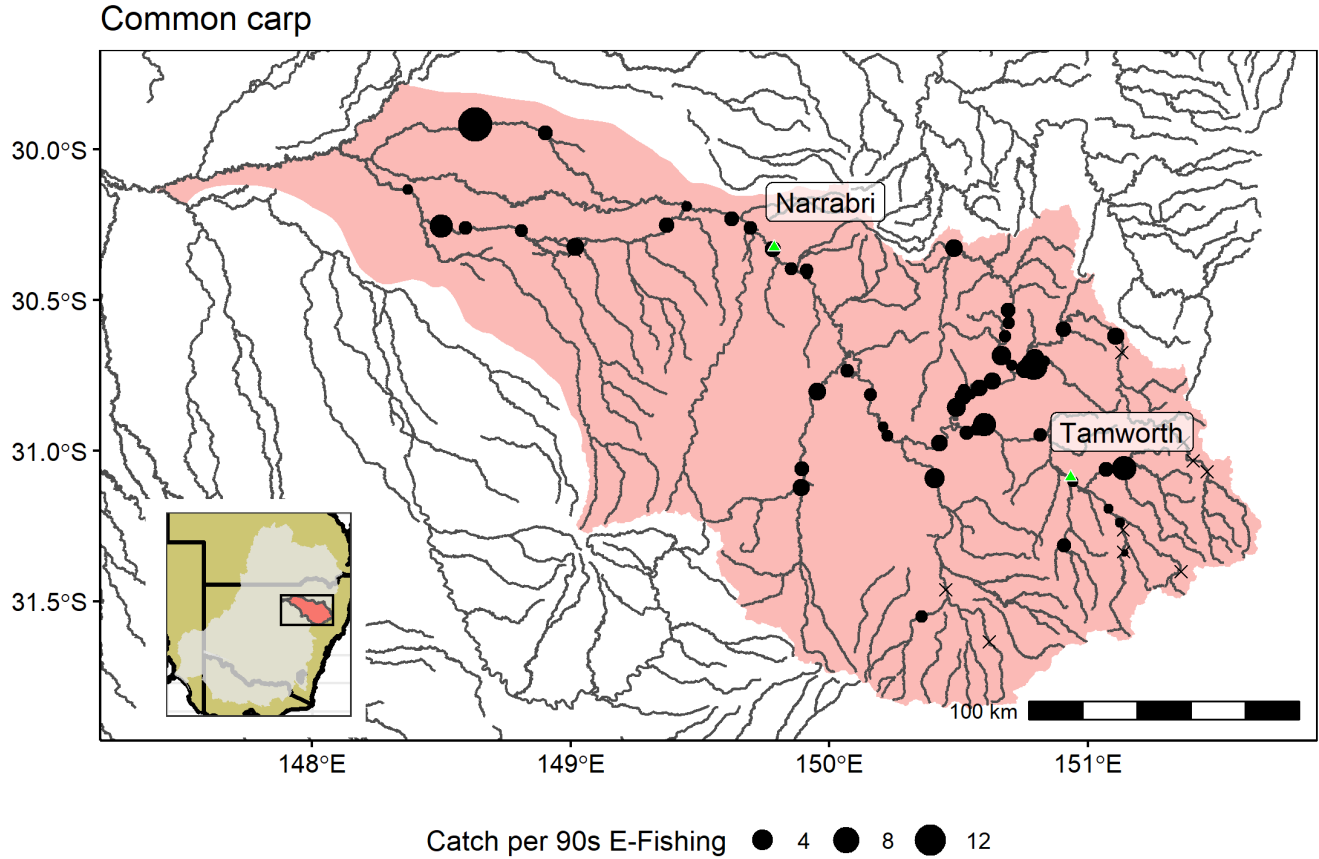 Common carp
30.0°S
30.5°S
31.0°S
31.5°S
Narrabri
Tamworth
100 km
148°E 149°E 150°E 151°E
Catch per 90s E-Fishing 4 8 12